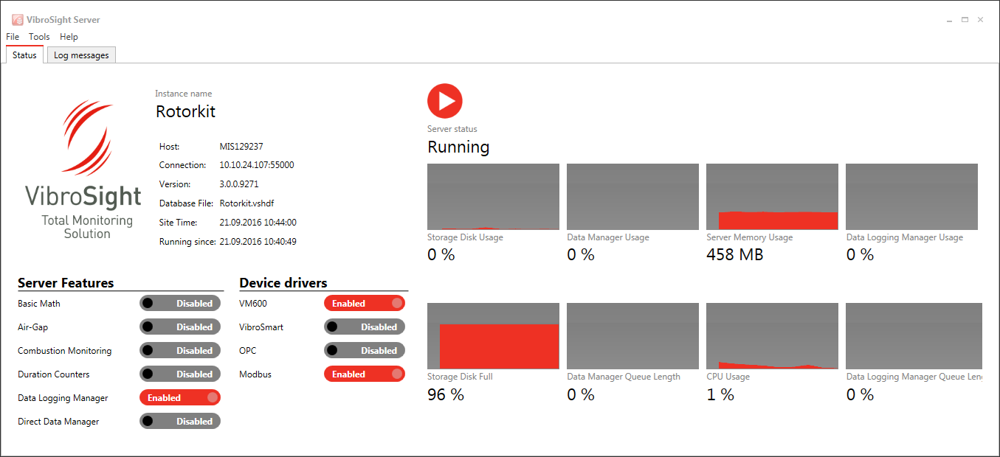 VibroSight Server
File Tools Help
Status Log messages
VibroSight
Total Monitoring
Solution
Instance name
Rotorkit
Host: MIS129237
Connection: 10.10.24.107:55000
Version: 3.0.0.9271
Database File: Rotorkit.vshdf
Site Time: 21.09.2016 10:44:00
Running since: 21.09.2016 10:40:49
Server Features
Basic Math Disabled
Air-Gap Disabled
Combustion Monitoring Disabled
Duration Counters Disabled
Data Logging Manager Enabled
Direct Data Manager Disabled
Device drivers
VM600 Enabled
VibroSmart Disabled
OPC Disabled
Modbus Enabled
Server status
Running
Storage Disk Usage
0 %
Data Manager Usage
0 %
Server Memory Usage
458 MB
Data Logging Manager Usage
0 %
Storage Disk Full
96 %
Data Manager Queue Length
0 %
CPU Usage
1 %
Data Logging Manager Queue Len
0 %